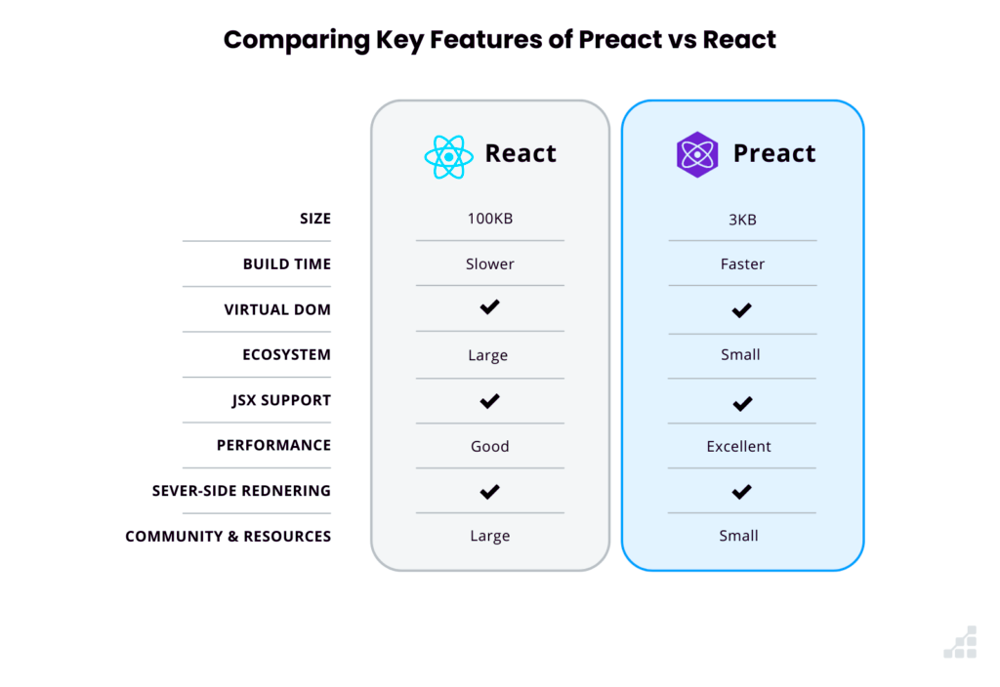 Comparing Key Features of Preact vs React
React Preact
SIZE 100KB 3KB
BUILD TIME Slower Faster
VIRTUAL DOM ✔ ✔
ECOSYSTEM Large Small
JSX SUPPORT ✔ ✔
PERFORMANCE Good Excellent
SEVER-SIDE REDNERING ✔ ✔
COMMUNITY & RESOURCES Large Small